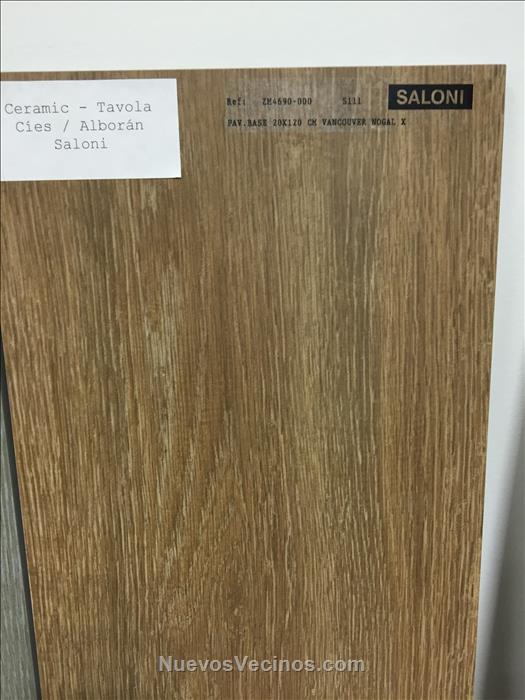 Ceramic - Tavola
Cíes / Alborán
Saloni
Ref: ZM4690-000 S111 SALONI
PAV.BASE 20X120 CM VANCOUVER NOGAL X
NuevosVecinos.com